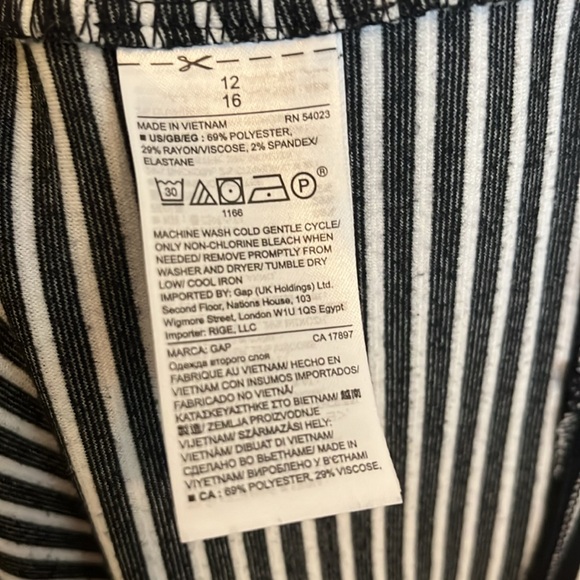 12
16
MADE IN VIETNAM RN 54023
■ US/GB/EG : 69% POLYESTER,
29% RAYON/VISCOSE, 2% SPANDEX/
ELASTANE
30 P®
1166
MACHINE WASH COLD GENTLE CYCLE/
ONLY NON-CHLORINE BLEACH WHEN
NEEDED/ REMOVE PROMPTLY FROM
WASHER AND DRYER/ TUMBLE DRY
LOW/ COOL IRON
IMPORTED BY: Gap (UK Holdings) Ltd.
Second Floor, Nations House, 103
Wigmore Street, London W1U 1QS Egypt
Importer: RIGE, LLC
MARCA: GAP CA 17897
Одежда второго слоя
FABRIQUÉ AU VIETNAM/ HECHO EN
VIETNAM CON INSUMOS IMPORTADOS/
FABRICADO NO VIETNÃ/
ΚΑΤΑΣΚΕΥΑΣΤΗΚΕ ΣΤΟ ΒΙΕΤΝΑΜ/ 越南
製造/ ZEMLJA PROIZVODNJE
VIJETNAM/ SZÁRMAZÁSI HELY:
VIETNÁM/ DIBUAT DI VIETNAM/
СДЕЛАНО ВО ВЬЕТНАМЕ/ MADE IN
VIYETNAM/ ВИРОБЛЕНО У В'ЄТНАМІ
■ CA : 69% POLYESTER, 29% VISCOSE,